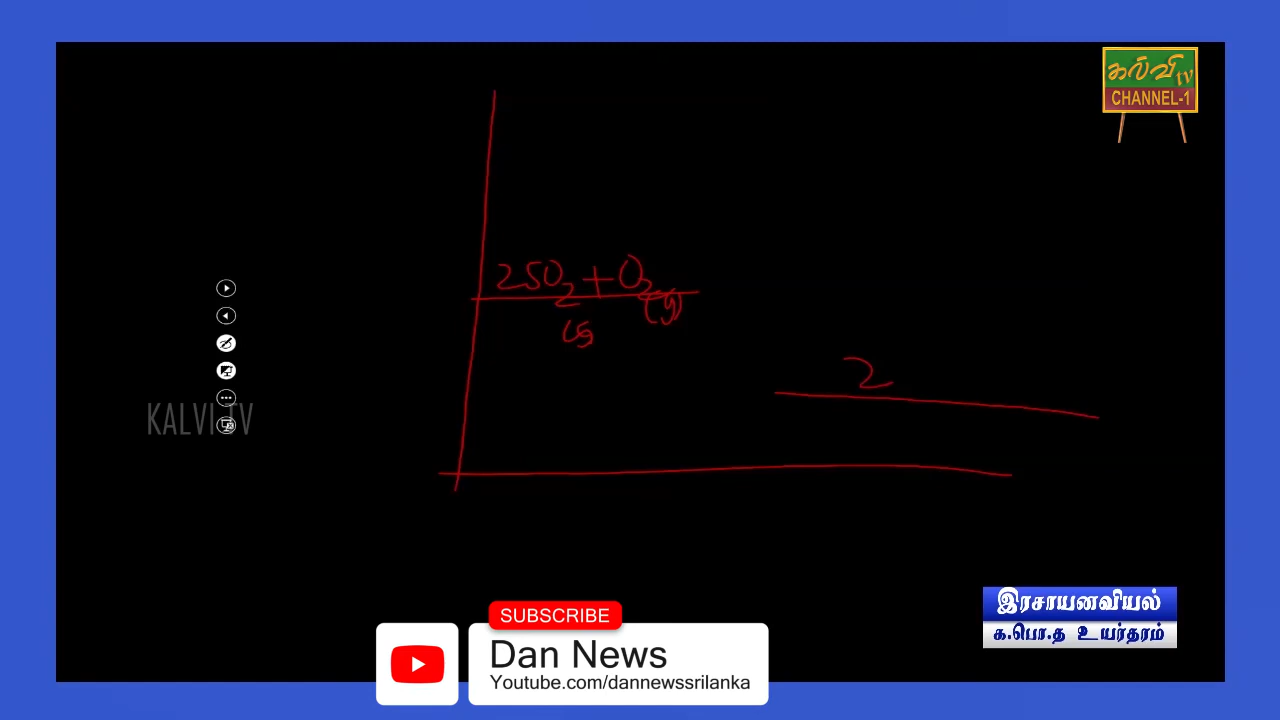 கல்வி tv
CHANNEL-1
2SO2 + O2
(g) (g)
2
KALVI TV
இரசாயனவியல்
க.பொ.த உயர்தரம்
SUBSCRIBE
Dan News
Youtube.com/dannewssrilanka